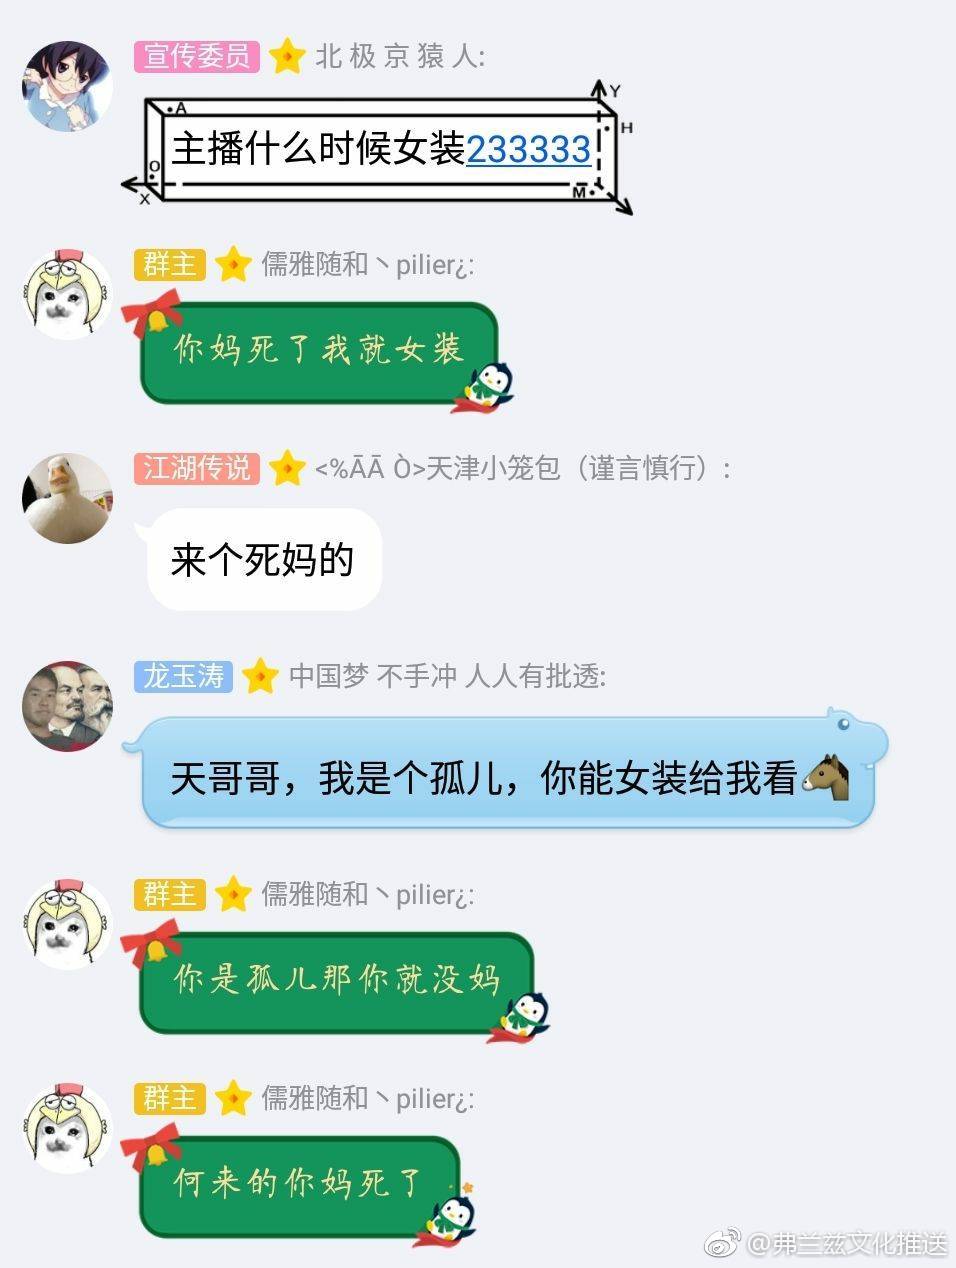 宣传委员 北 极 京 猿 人:
A
Y
H
主播什么时候女装233333
O
M
X
群主 儒雅随和丶pilier¿:
你妈死了我就女装
江湖传说 <%ĀĀ Ò>天津小笼包（谨言慎行）:
来个死妈的
龙玉涛 中国梦 不手冲 人人有批透:
天哥哥，我是个孤儿，你能女装给我看🐴
群主 儒雅随和丶pilier¿:
你是孤儿那你就没妈
群主 儒雅随和丶pilier¿:
何来的你妈死了
@弗兰兹文化推送